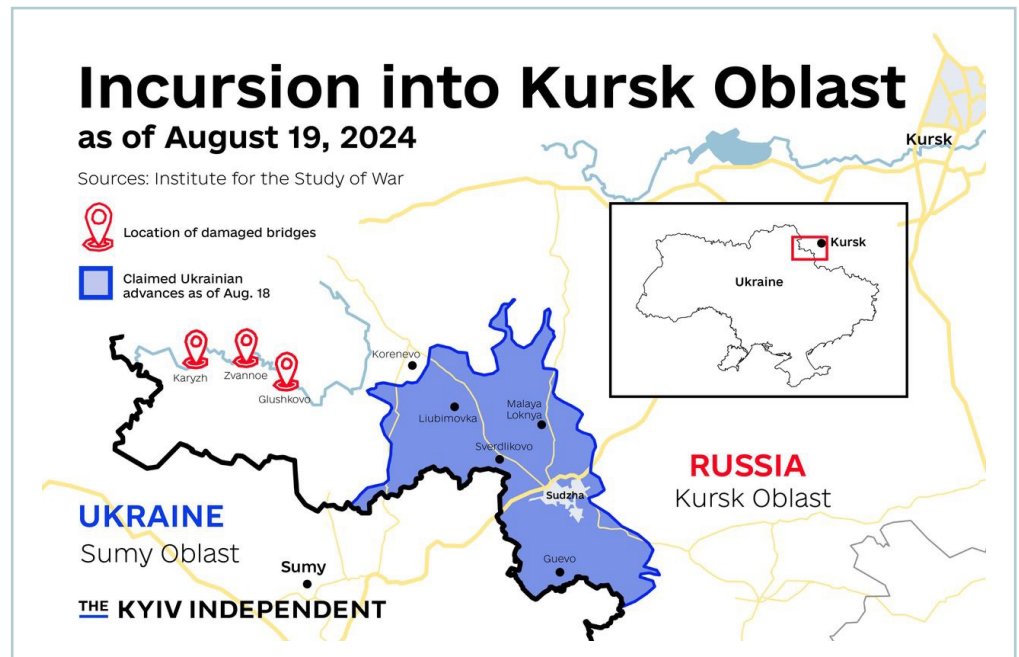 Incursion into Kursk Oblast
as of August 19, 2024
Sources: Institute for the Study of War
Location of damaged bridges
Claimed Ukrainian
advances as of Aug. 18
Kursk
Kursk
Ukraine
Karyzh
Zvannoe
Glushkovo
Korenevo
Liubimovka
Malaya
Loknya
Sverdlikovo
Sudzha
RUSSIA
Kursk Oblast
UKRAINE
Sumy Oblast
Sumy
Guevo
THE KYIV INDEPENDENT